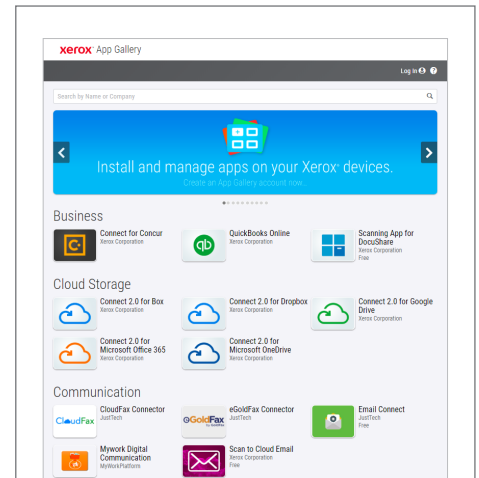 xerox™ App Gallery
Log In
Search by Name or Company
Install and manage apps on your Xerox® devices.
Create an App Gallery account now...
Business
Connect for Concur
Xerox Corporation
QuickBooks Online
Xerox Corporation
Scanning App for
DocuShare
Xerox Corporation
Free
Cloud Storage
Connect 2.0 for Box
Xerox Corporation
Connect 2.0 for Dropbox
Xerox Corporation
Connect 2.0 for Google
Drive
Xerox Corporation
Connect 2.0 for
Microsoft Office 365
Xerox Corporation
Connect 2.0 for
Microsoft OneDrive
Xerox Corporation
Communication
CloudFax
CloudFax Connector
JustTech
eGoldFax
by GoldFax
eGoldFax Connector
JustTech
Email Connect
JustTech
Free
Mywork Digital
Communication
MyWorkPlatform
Scan to Cloud Email
Xerox Corporation
Free